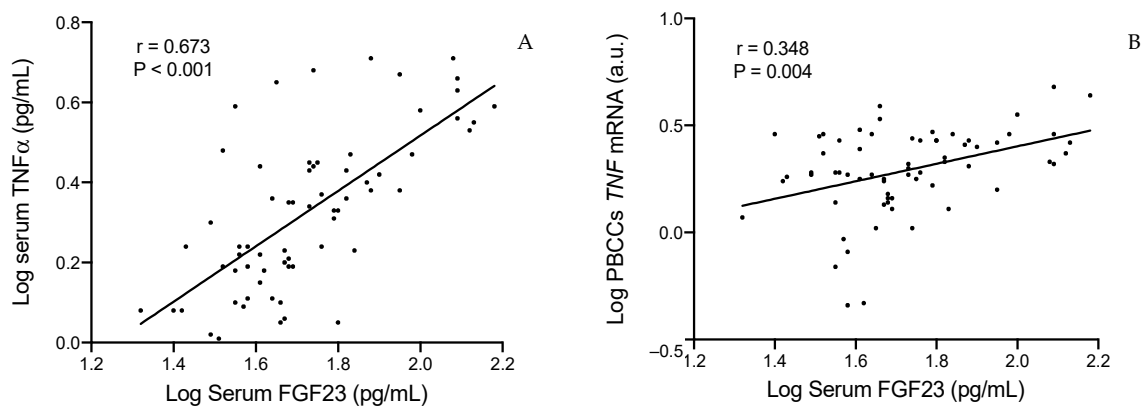 A
r = 0.673
P < 0.001
Log serum TNFα (pg/mL)
0.8
0.6
0.4
0.2
0.0
1.2 1.4 1.6 1.8 2.0 2.2
Log Serum FGF23 (pg/mL)
B
r = 0.348
P = 0.004
Log PBCCs TNF mRNA (a.u.)
1.0
0.5
0.0
–0.5
1.2 1.4 1.6 1.8 2.0 2.2
Log Serum FGF23 (pg/mL)